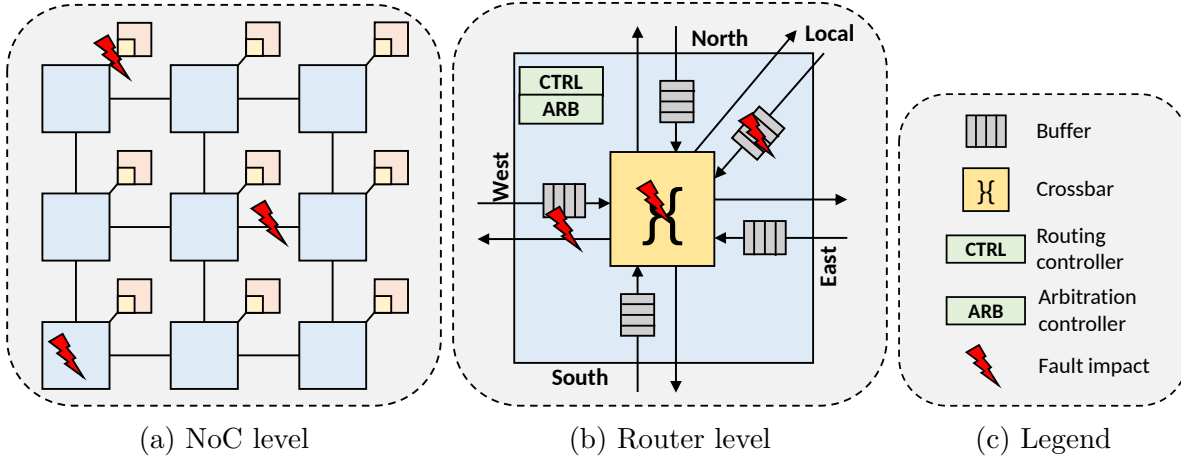 North
Local
CTRL
ARB
West
}{
East
South
Buffer
}{
Crossbar
CTRL
Routing
controller
ARB
Arbitration
controller
Fault impact
(a) NoC level
(b) Router level
(c) Legend